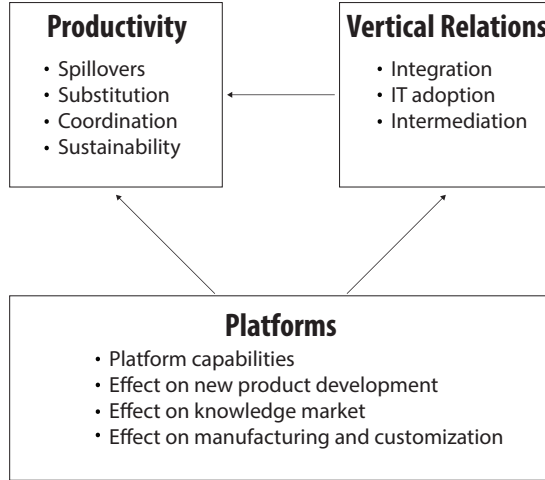 Productivity
• Spillovers
• Substitution
• Coordination
• Sustainability
Vertical Relations
• Integration
• IT adoption
• Intermediation
Platforms
• Platform capabilities
• Effect on new product development
• Effect on knowledge market
• Effect on manufacturing and customization